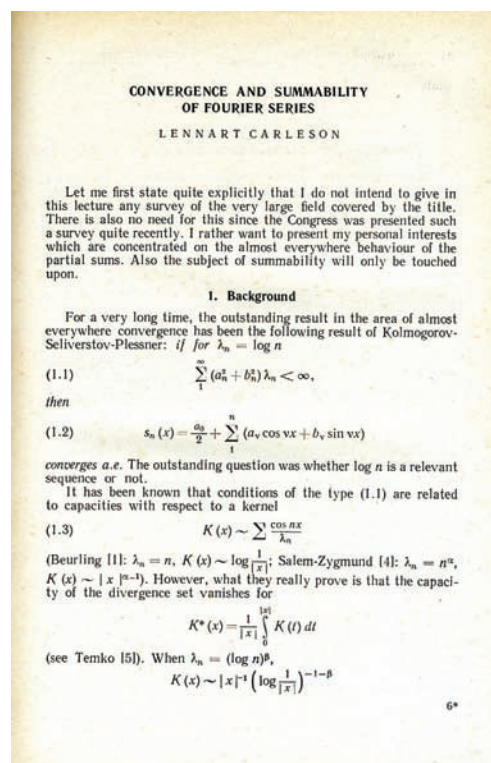 CONVERGENCE AND SUMMABILITY
OF FOURIER SERIES
LENNART CARLESON
Let me first state quite explicitly that I do not intend to give in
this lecture any survey of the very large field covered by the title.
There is also no need for this since the Congress was presented such
a survey quite recently. I rather want to present my personal interests
which are concentrated on the almost everywhere behaviour of the
partial sums. Also the subject of summability will only be touched
upon.
1. Background
For a very long time, the outstanding result in the area of almost
everywhere convergence has been the following result of Kolmogorov-
Seliverstov-Plessner: if for λₙ = log n
(1.1) ∑₁^∞ (aₙ² + bₙ²) λₙ < ∞,
then
(1.2) sₙ (x) = a₀/2 + ∑₁ⁿ (aᵥ cos νx + bᵥ sin νx)
converges a.e. The outstanding question was whether log n is a relevant
sequence or not.
It has been known that conditions of the type (1.1) are related
to capacities with respect to a kernel
(1.3) K (x) ~ ∑ cos nx/λₙ
(Beurling [1]: λₙ = n, K (x) ~ log 1/|x|; Salem-Zygmund [4]: λₙ = n^α,
K (x) ~ | x |^α⁻¹). However, what they really prove is that the capaci-
ty of the divergence set vanishes for
K* (x) = 1/|x| ∫₀^|x| K (t) dt
(see Temko [5]). When λₙ = (log n)^β,
K (x) ~ | x |⁻¹ (log 1/|x|)^−1−β
6*